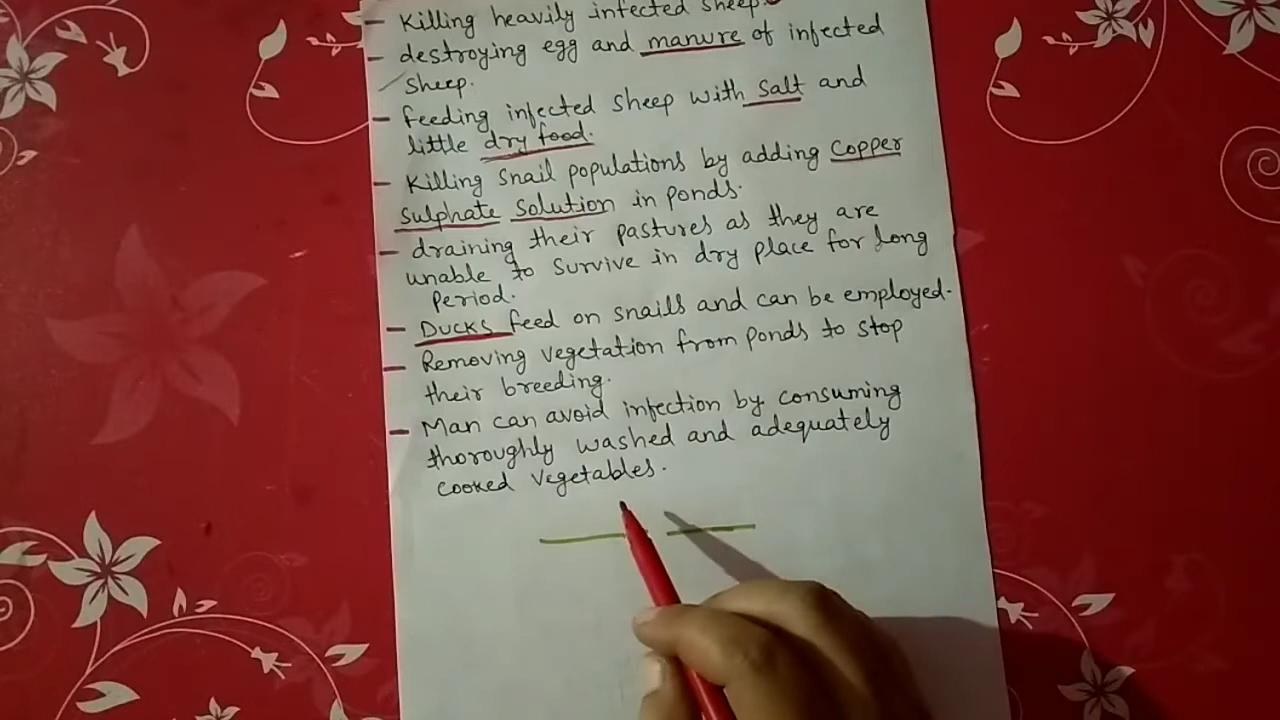 - Killing heavily infected sheep.
- destroying egg and manure of infected
sheep.
- feeding infected sheep with salt and
little dry food.
- Killing snail populations by adding copper
sulphate solution in ponds.
- draining their pastures as they are
unable to survive in dry place for long
period.
- Ducks feed on snails and can be employed.
- Removing vegetation from ponds to stop
their breeding.
- Man can avoid infection by consuming
thoroughly washed and adequately
cooked vegetables.